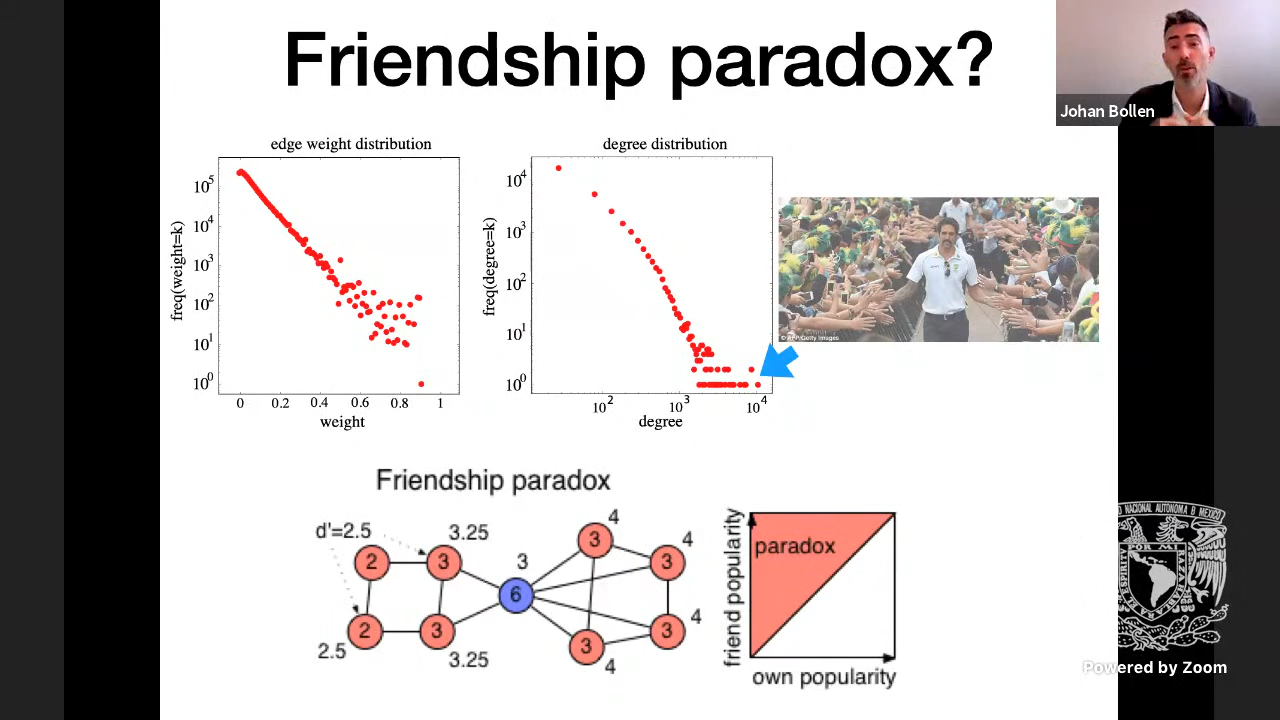 Friendship paradox?
Johan Bollen
edge weight distribution
freq(weight=k)
10^5
10^4
10^3
10^2
10^1
10^0
0 0.2 0.4 0.6 0.8 1
weight
degree distribution
freq(degree=k)
10^4
10^3
10^2
10^1
10^0
10^2 10^3 10^4
degree
Friendship paradox
d'=2.5
3.25
3
4
4
2
3
6
3
3
2
3
3
3
2.5
3.25
4
4
friend popularity
paradox
own popularity
Powered by Zoom